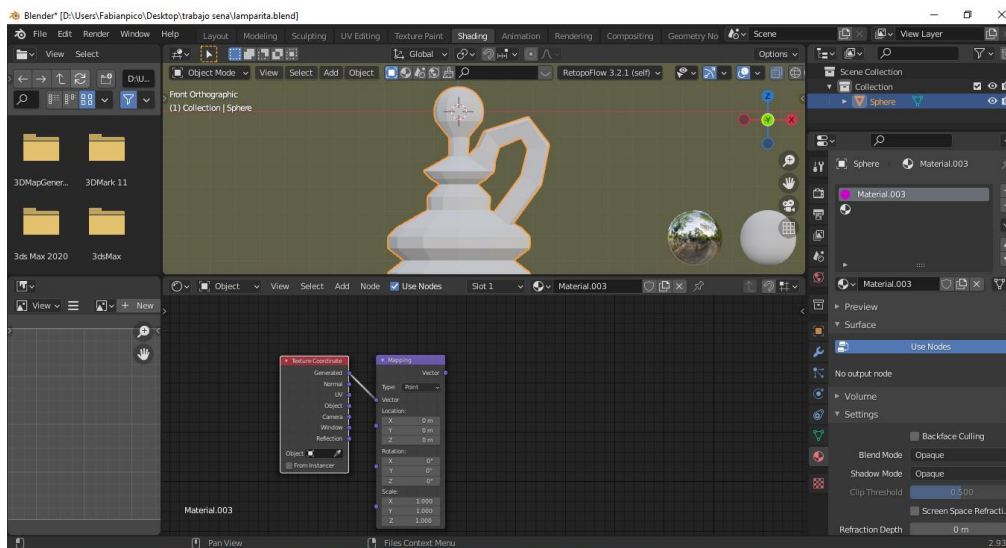 Blender* [D:\Users\Fabianpico\Desktop\trabajo sena\lamparita.blend]
File Edit Render Window Help Layout Modeling Sculpting UV Editing Texture Paint Shading Animation Rendering Compositing Geometry No Scene View Layer
View Select Global Options
D:\U...
Object Mode View Select Add Object RetopoFlow 3.2.1 (self)
Front Orthographic
(1) Collection | Sphere
Z
Y
X
3DMapGener... 3DMark 11
3ds Max 2020 3dsMax
Scene Collection
Collection
Sphere
Sphere Material.003
Material.003
Material.003
Preview
Surface
Use Nodes
No output node
Volume
Settings
Backface Culling
Blend Mode Opaque
Shadow Mode Opaque
Clip Threshold 0.500
Screen Space Refracti...
Refraction Depth 0 m
View New
Object View Select Add Node Use Nodes Slot 1 Material.003
Texture Coordinate
Generated
Normal
UV
Object
Camera
Window
Reflection
Object
From Instancer
Mapping
Vector
Type: Point
Vector
Location:
X 0 m
Y 0 m
Z 0 m
Rotation:
X 0°
Y 0°
Z 0°
Scale:
X 1.000
Y 1.000
Z 1.000
Material.003
Pan View Files Context Menu